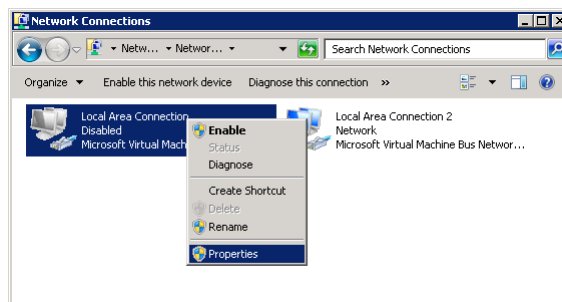 Network Connections
Netw... Networ... Search Network Connections
Organize Enable this network device Diagnose this connection »
Local Area Connection
Disabled
Microsoft Virtual Mach
Local Area Connection 2
Network
Microsoft Virtual Machine Bus Networ...
Enable
Status
Diagnose
Create Shortcut
Delete
Rename
Properties